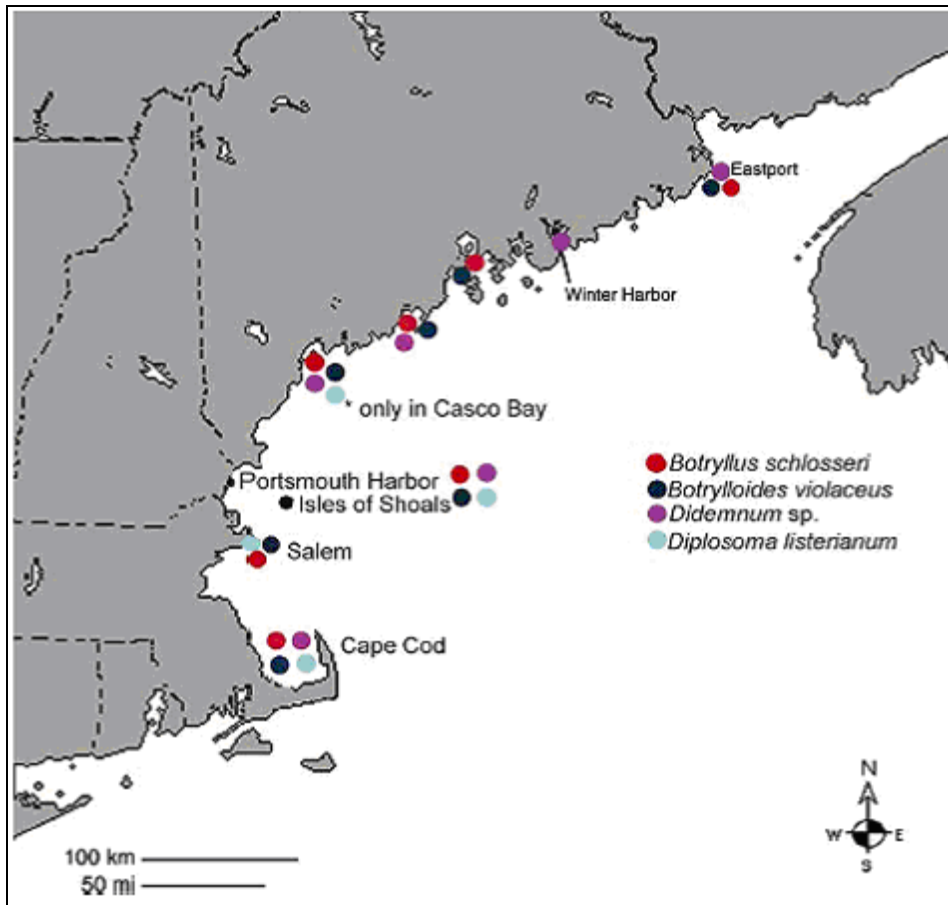 Eastport
Winter Harbor
* only in Casco Bay
Portsmouth Harbor
Isles of Shoals
Botryllus schlosseri
Botrylloides violaceus
Didemnum sp.
Diplosoma listerianum
Salem
Cape Cod
N
W E
S
100 km
50 mi